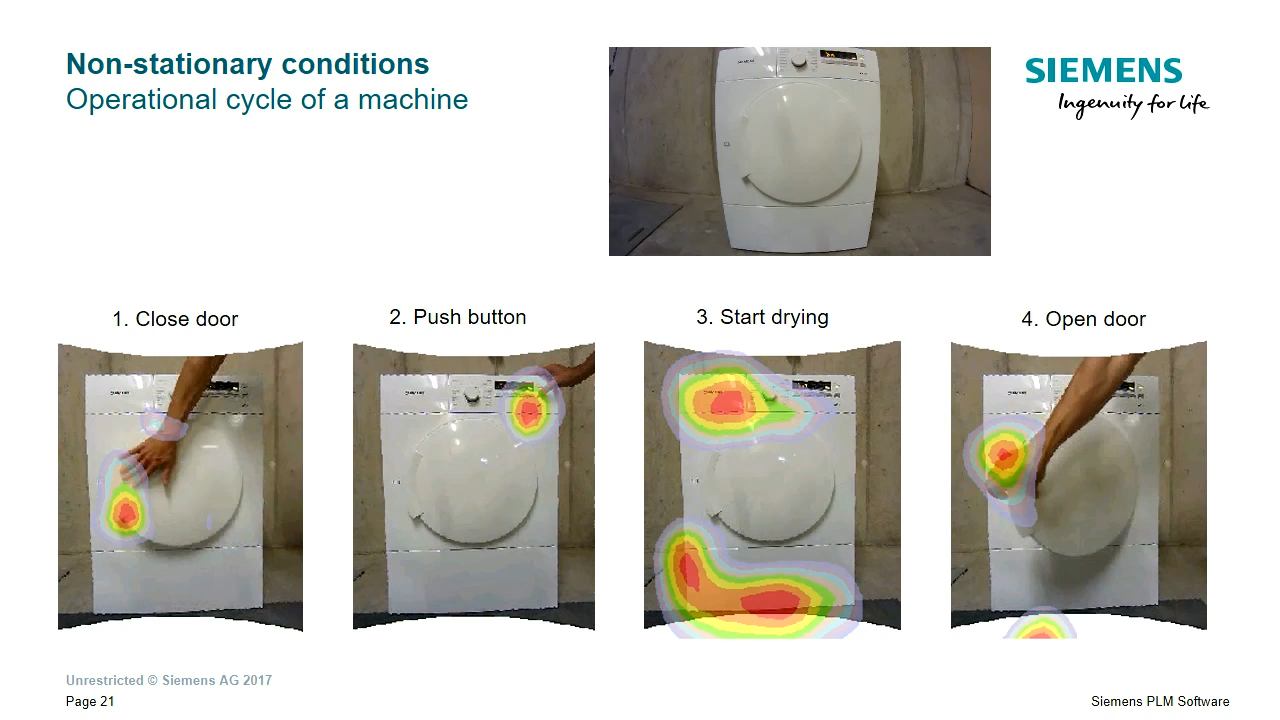 Non-stationary conditions
Operational cycle of a machine
SIEMENS
Ingenuity for life
1. Close door
2. Push button
3. Start drying
4. Open door
Unrestricted © Siemens AG 2017
Page 21
Siemens PLM Software